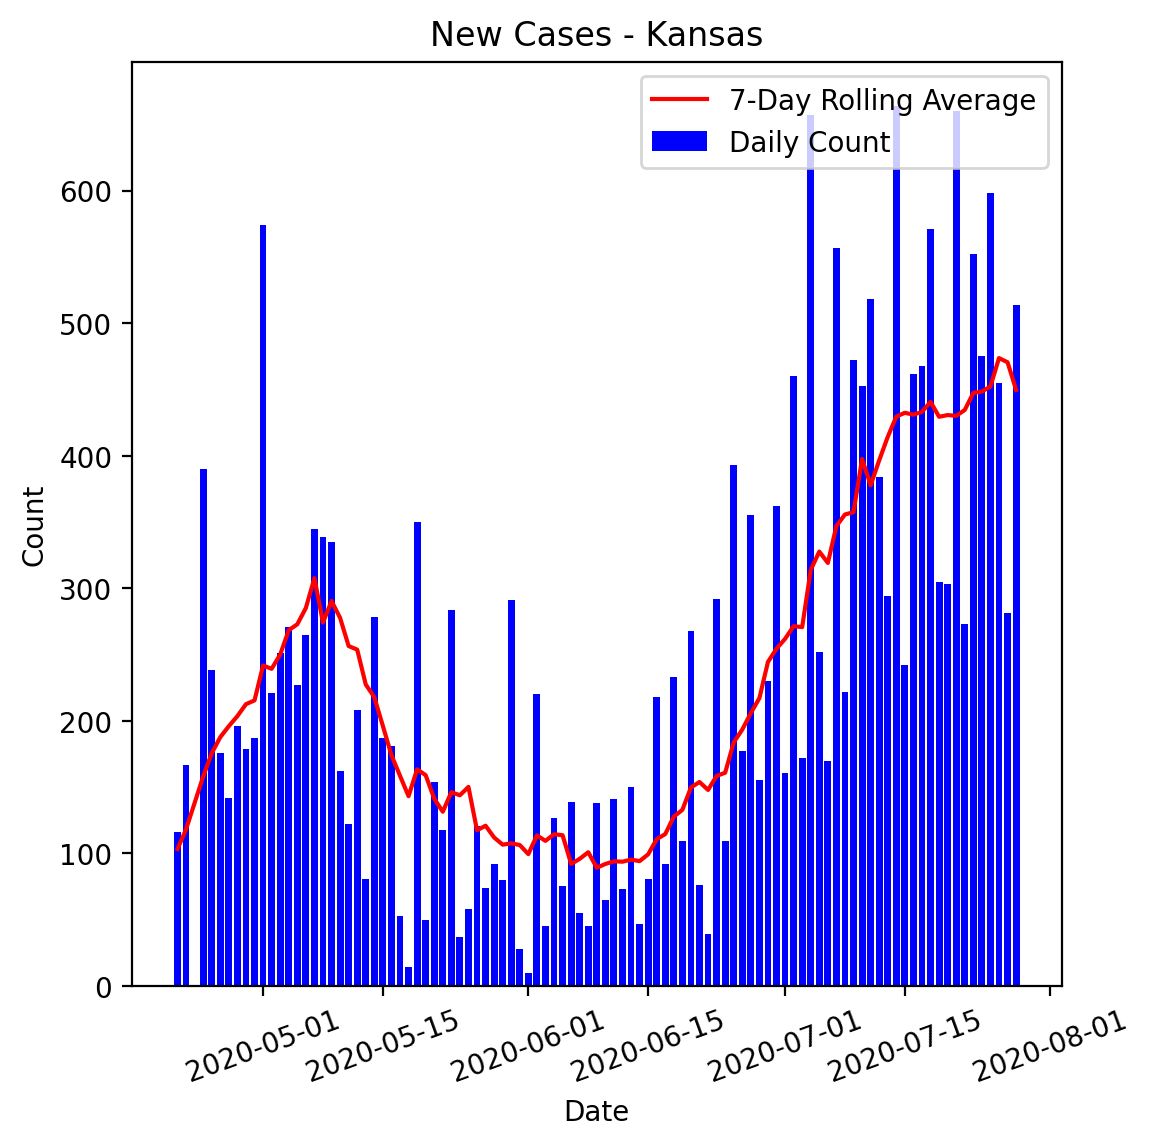 New Cases - Kansas
7-Day Rolling Average
Daily Count
Count
600
500
400
300
200
100
0
2020-05-01
2020-05-15
2020-06-01
2020-06-15
2020-07-01
2020-07-15
2020-08-01
Date